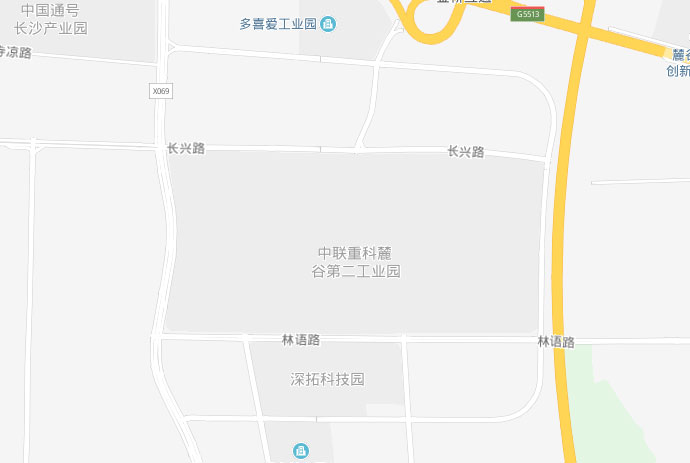 中国通号
长沙产业园
多喜爱工业园
G5513
寺凉路
麓谷
创新
X069
长兴路
长兴路
中联重科麓
谷第二工业园
林语路
林语路
深拓科技园